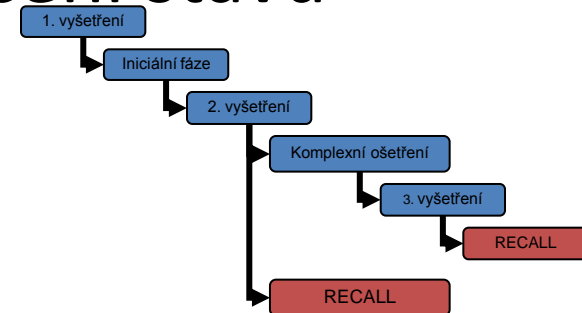 1. vyšetření
Iniciální fáze
2. vyšetření
Komplexní ošetření
3. vyšetření
RECALL
RECALL